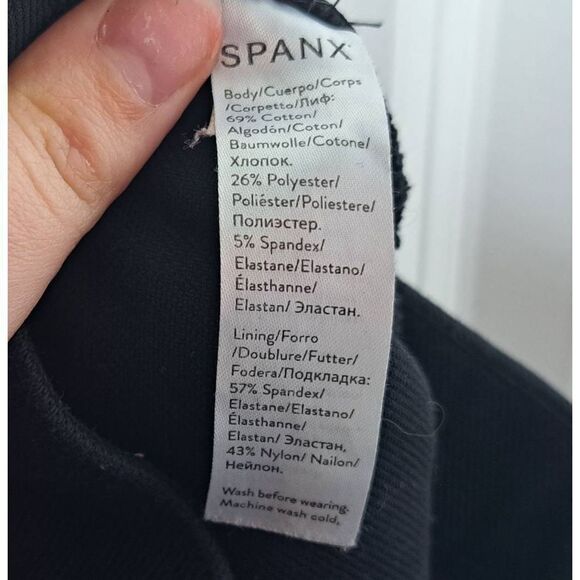 SPANX
Body/Cuerpo/Corps
/Corpetto/Лиф:
69% Cotton/
Algodón/Coton/
Baumwolle/Cotone/
Хлопок.
26% Polyester/
Poliéster/Poliestere/
Полиэстер.
5% Spandex/
Elastane/Elastano/
Élasthanne/
Elastan/ Эластан.
Lining/Forro
/Doublure/Futter/
Fodera/Подкладка:
57% Spandex/
Elastane/Elastano/
Élasthanne/
Elastan/ Эластан,
43% Nylon/ Nailon/
Нейлон.
Wash before wearing.
Machine wash cold,